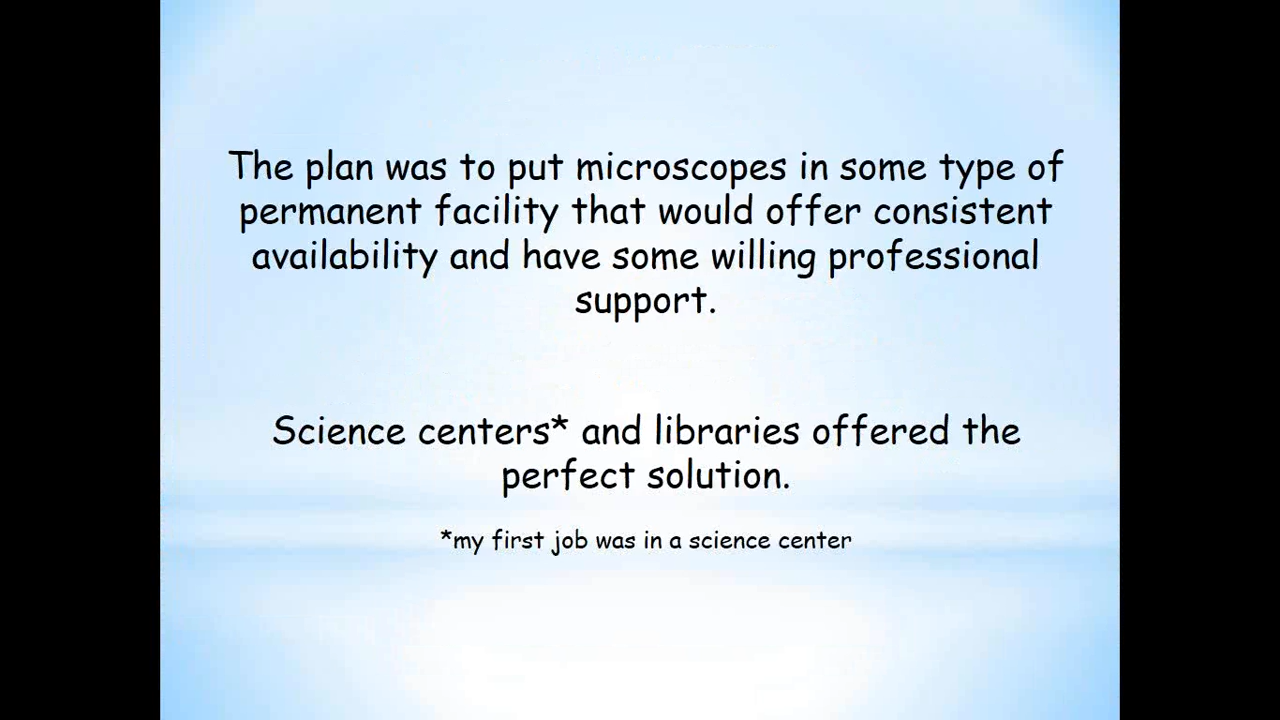 The plan was to put microscopes in some type of
permanent facility that would offer consistent
availability and have some willing professional
support.
Science centers* and libraries offered the
perfect solution.
*my first job was in a science center